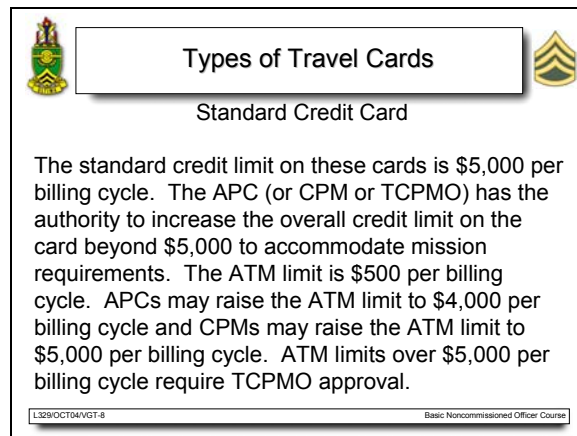 Types of Travel Cards
Standard Credit Card
The standard credit limit on these cards is $5,000 per
billing cycle.  The APC (or CPM or TCPMO) has the
authority to increase the overall credit limit on the
card beyond $5,000 to accommodate mission
requirements.  The ATM limit is $500 per billing
cycle.  APCs may raise the ATM limit to $4,000 per
billing cycle and CPMs may raise the ATM limit to
$5,000 per billing cycle.  ATM limits over $5,000 per
billing cycle require TCPMO approval.
L329/OCT04/VGT-8
Basic Noncommissioned Officer Course